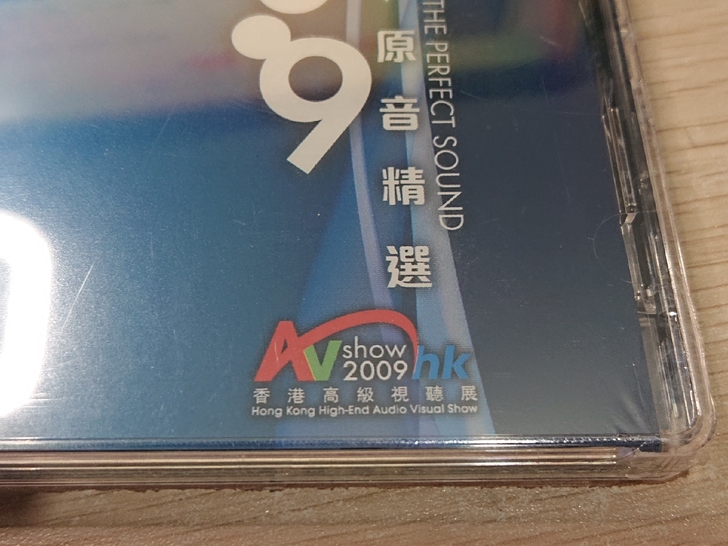 9
原音精選
THE PERFECT SOUND
AV show 2009 hk
香港高級視聽展
Hong Kong High-End Audio Visual Show